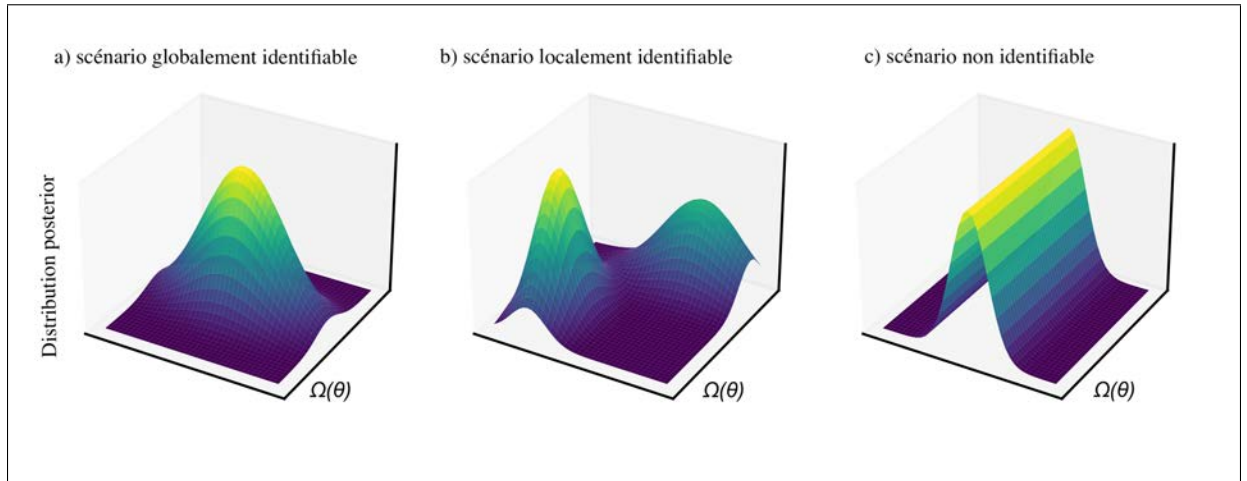 a) scénario globalement identifiable
b) scénario localement identifiable
c) scénario non identifiable
Distribution posterior
Ω(θ)
Ω(θ)
Ω(θ)